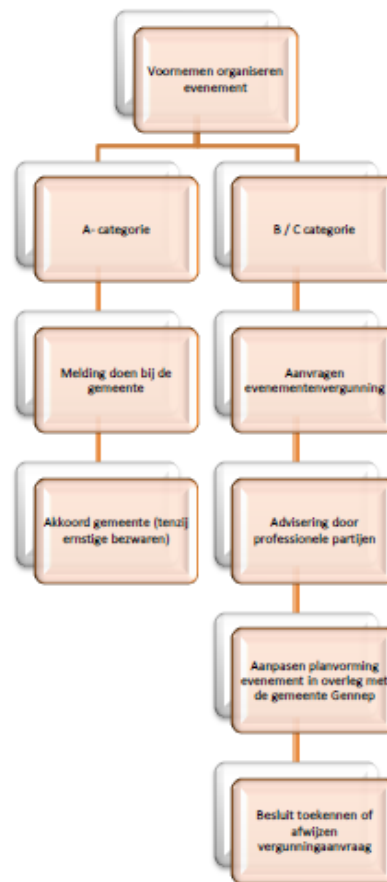 Voornemen organiseren
evenement
A- categorie
B / C categorie
Melding doen bij de
gemeente
Aanvragen
evenementenvergunning
Akkoord gemeente (tenzij
ernstige bezwaren)
Advisering door
professionele partijen
Aanpasen planvorming
evenement in overleg met
de gemeente Gennep
Besluit toekennen of
afwijzen
vergunningaanvraag